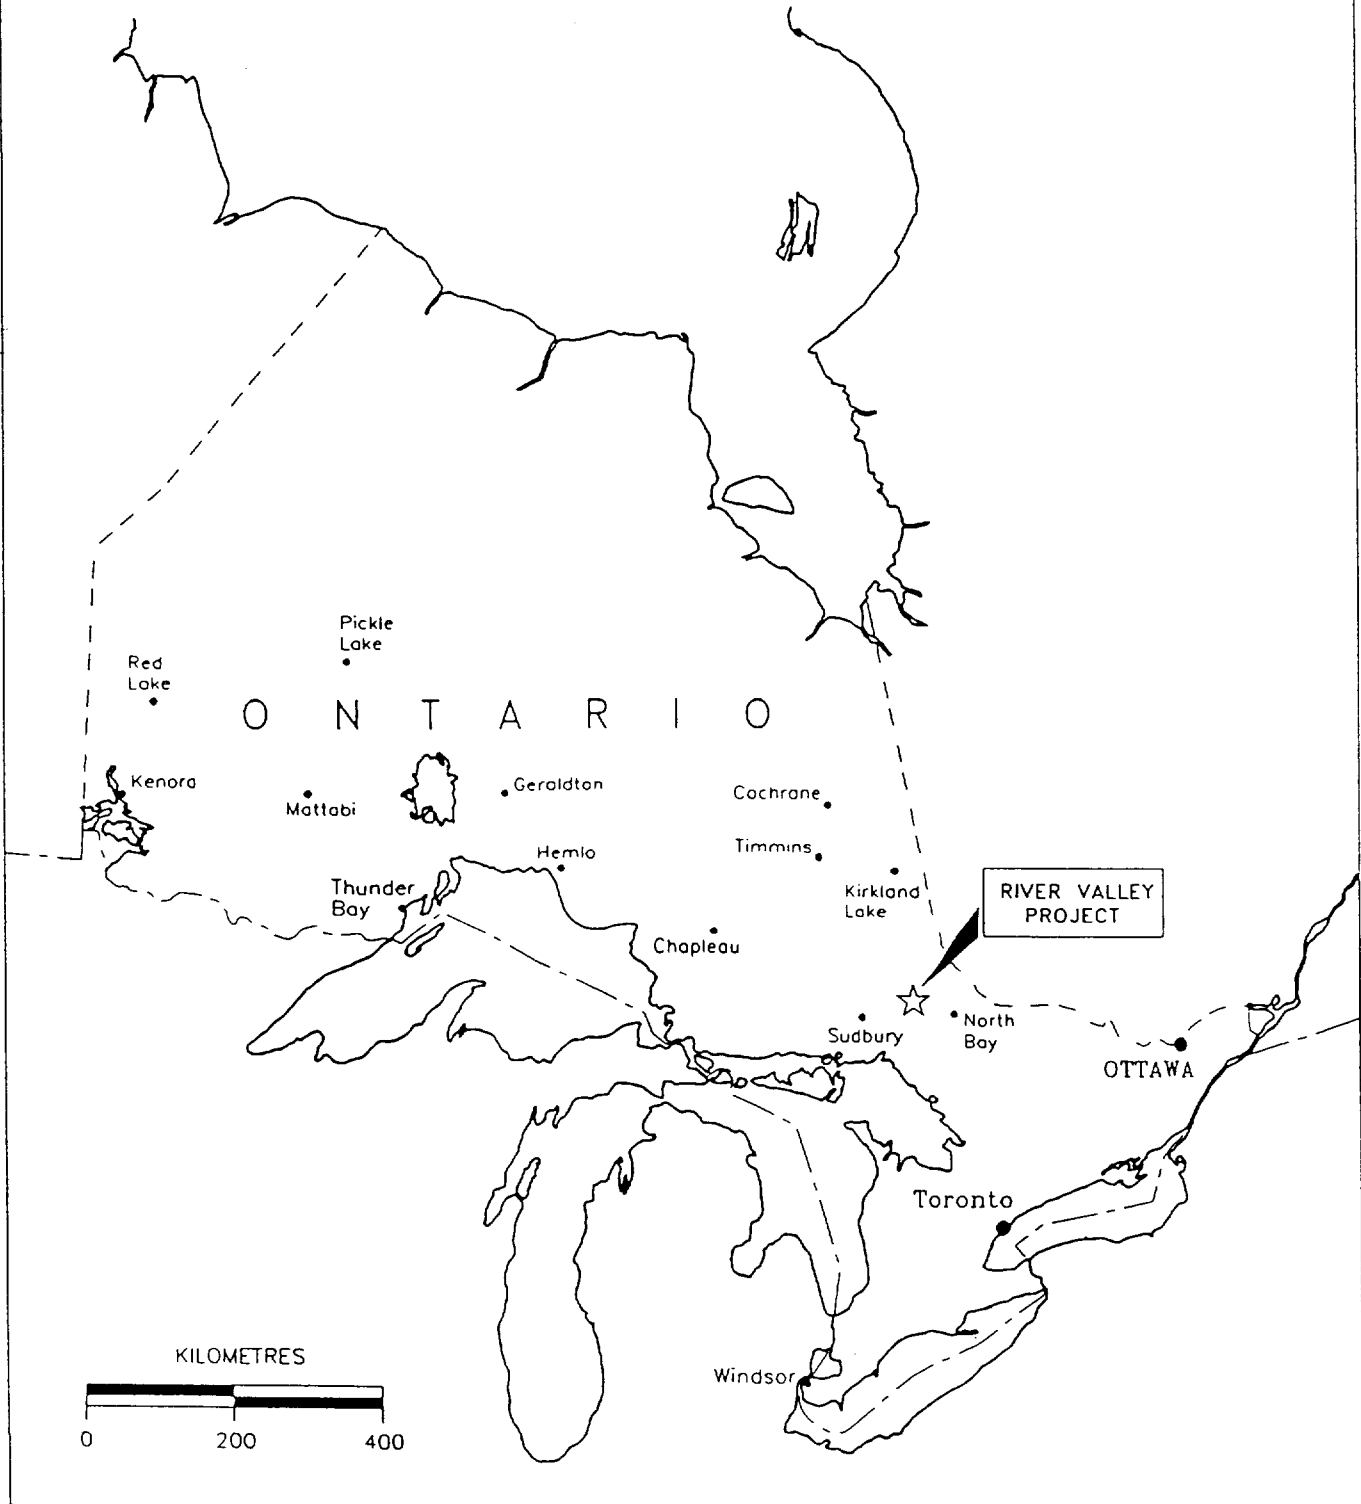 Pickle
Lake
Red
Lake
ONTARIO
Kenora
Mattabi
Geraldton
Cochrane
Timmins
Hemlo
Thunder
Bay
Kirkland
Lake
RIVER VALLEY
PROJECT
Chapleau
Sudbury
North
Bay
OTTAWA
Toronto
Windsor
KILOMETRES
0 200 400